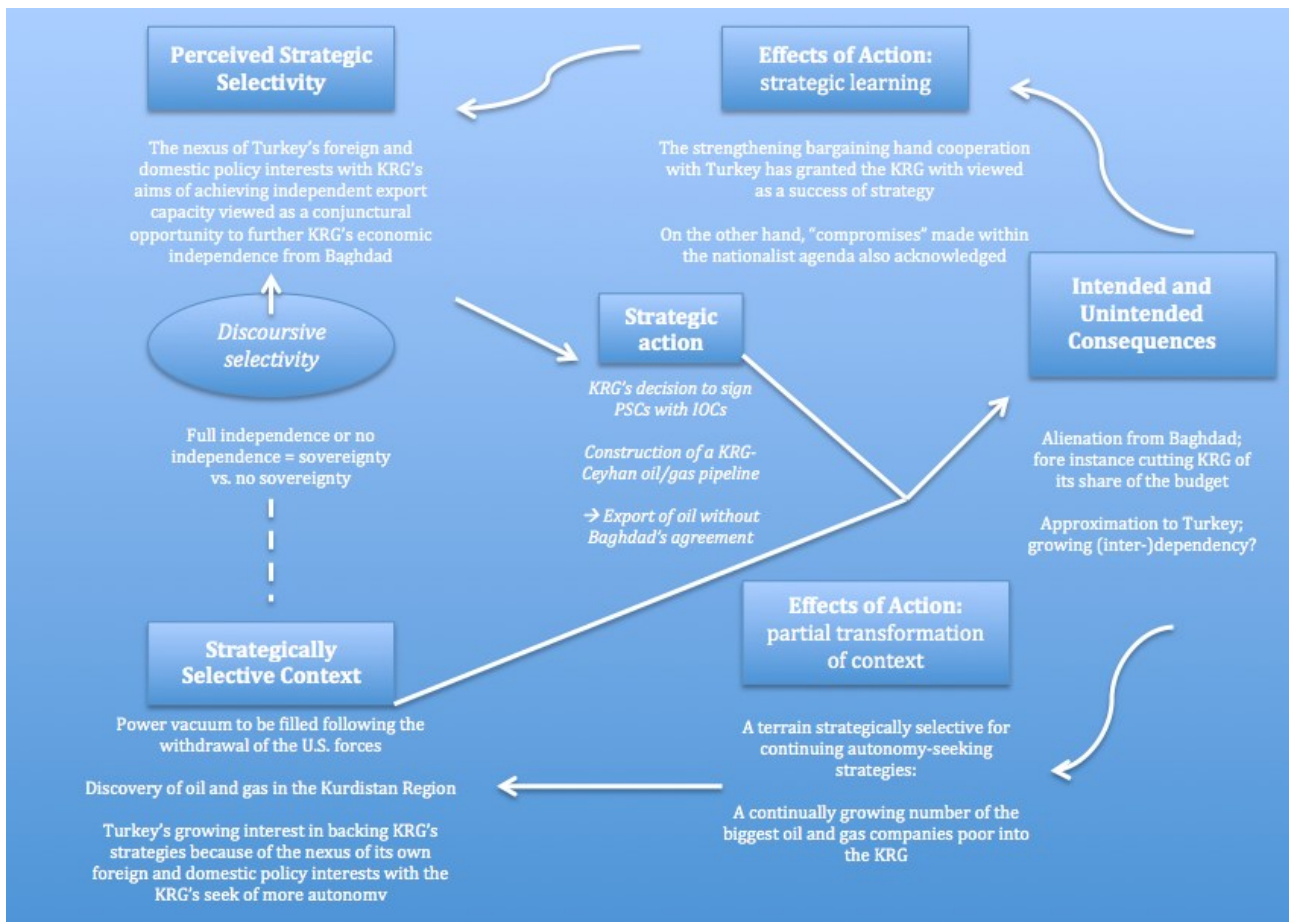 Perceived Strategic
Selectivity
The nexus of Turkey's foreign and
domestic policy interests with KRG's
aims of achieving independent export
capacity viewed as a conjunctural
opportunity to further KRG's economic
independence from Baghdad
Discoursive
selectivity
Full independence or no
independence = sovereignty
vs. no sovereignty
Strategically
Selective Context
Power vacuum to be filled following the
withdrawal of the U.S. forces
Discovery of oil and gas in the Kurdistan Region
Turkey's growing interest in backing KRG's
strategies because of the nexus of its own
foreign and domestic policy interests with the
KRG's seek of more autonomy
Strategic
action
KRG's decision to sign
PSCs with IOCs
Construction of a KRG-
Ceyhan oil/gas pipeline
→ Export of oil without
Baghdad's agreement
Effects of Action:
strategic learning
The strengthening bargaining hand cooperation
with Turkey has granted the KRG with viewed
as a success of strategy
On the other hand, "compromises" made within
the nationalist agenda also acknowledged
Intended and
Unintended
Consequences
Alienation from Baghdad;
fore instance cutting KRG of
its share of the budget
Approximation to Turkey;
growing (inter-)dependency?
Effects of Action:
partial transformation
of context
A terrain strategically selective for
continuing autonomy-seeking
strategies:
A continually growing number of the
biggest oil and gas companies poor into
the KRG